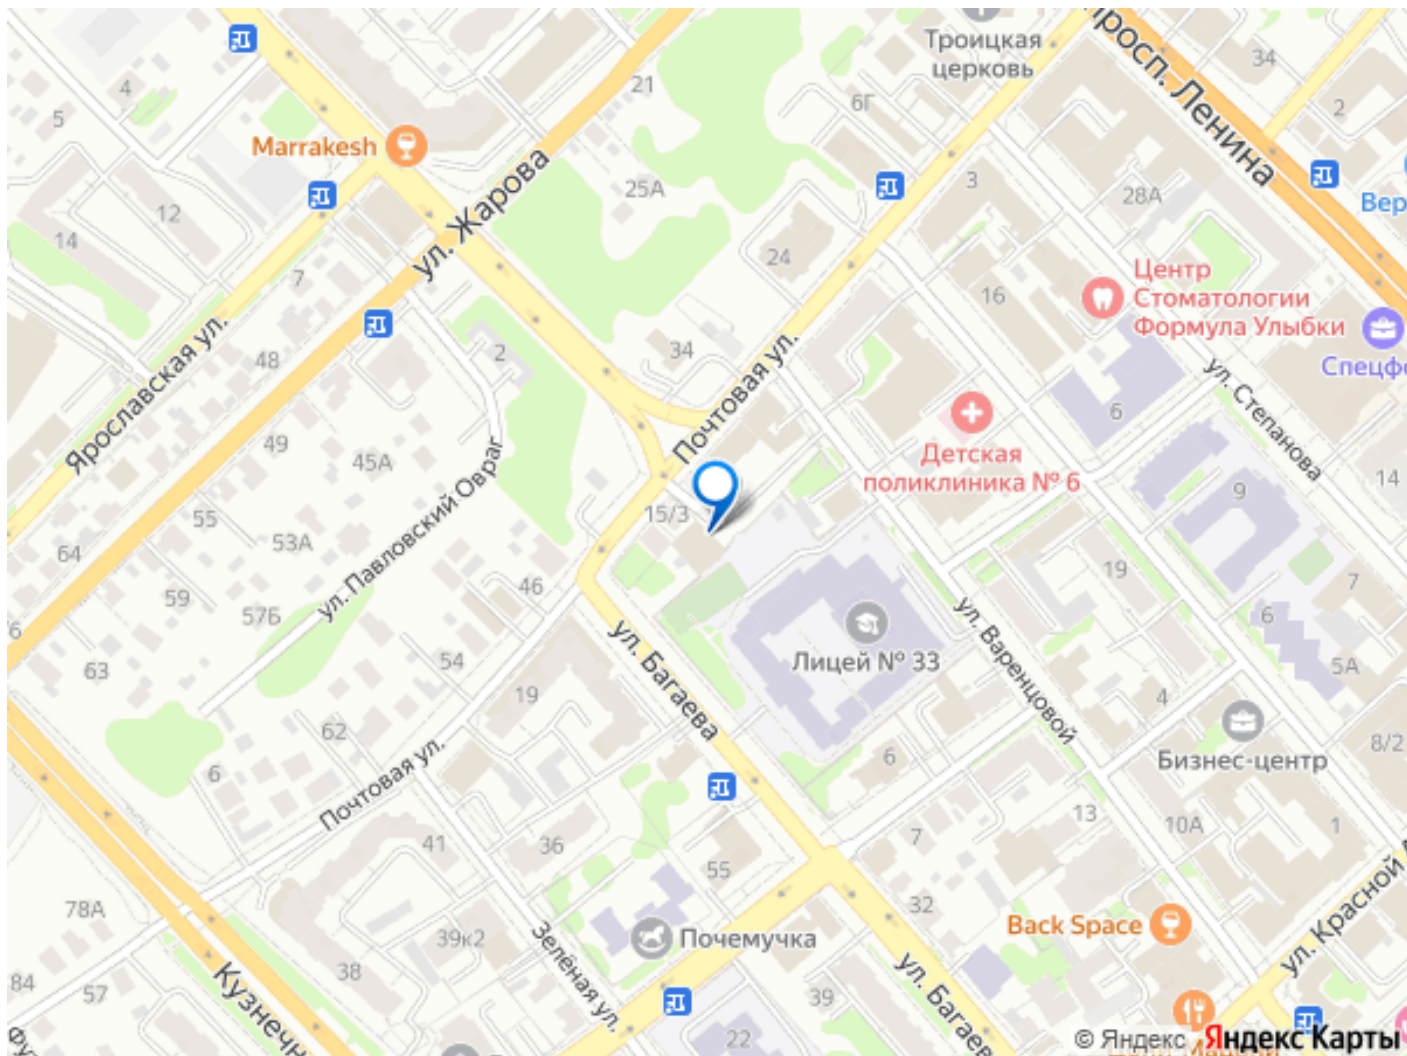 Троицкая
церковь
просп. Ленина
34
4
5
21
6Г
2
Marrakesh
3
25А
28А
12
ул. Жарова
14
24
7
16
Центр
Стоматологии
Формула Улыбки
2
34
48
Ярославская ул.
Почтовая ул.
ул. Степанова
6
49
45А
Детская
поликлиника № 6
14
9
15/3
55
53А
ул. Павловский Овраг
64
59
46
19
7
57Б
6
ул. Варенцовой
63
54
ул. Багаева
Лицей № 33
5А
19
4
62
8/2
Бизнес-центр
6
6
Почтовая ул.
13
10А
1
41
36
7
55
78А
32
39к2
Зелёная ул.
Почемучка
Back Space
ул. Багаев
38
84
57
39
22
Кузнечн
© Яндекс Яндекс Карты